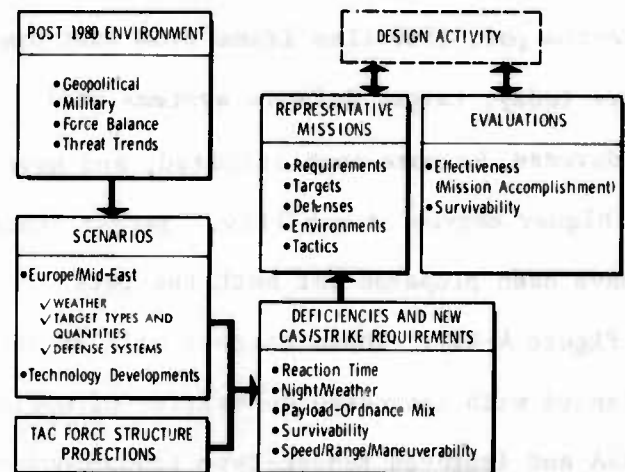 POST 1980 ENVIRONMENT
•Geopolitical
•Military
•Force Balance
•Threat Trends
SCENARIOS
•Europe/Mid-East
✓ WEATHER
✓ TARGET TYPES AND
QUANTITIES
✓ DEFENSE SYSTEMS
•Technology Developments
TAC FORCE STRUCTURE
PROJECTIONS
DESIGN ACTIVITY
REPRESENTATIVE
MISSIONS
•Requirements
•Targets
•Defenses
•Environments
•Tactics
EVALUATIONS
•Effectiveness
(Mission Accomplishment)
•Survivability
DEFICIENCIES AND NEW
CAS/STRIKE REQUIREMENTS
•Reaction Time
•Night/Weather
•Payload-Ordnance Mix
•Survivability
•Speed/Range/Maneuverability